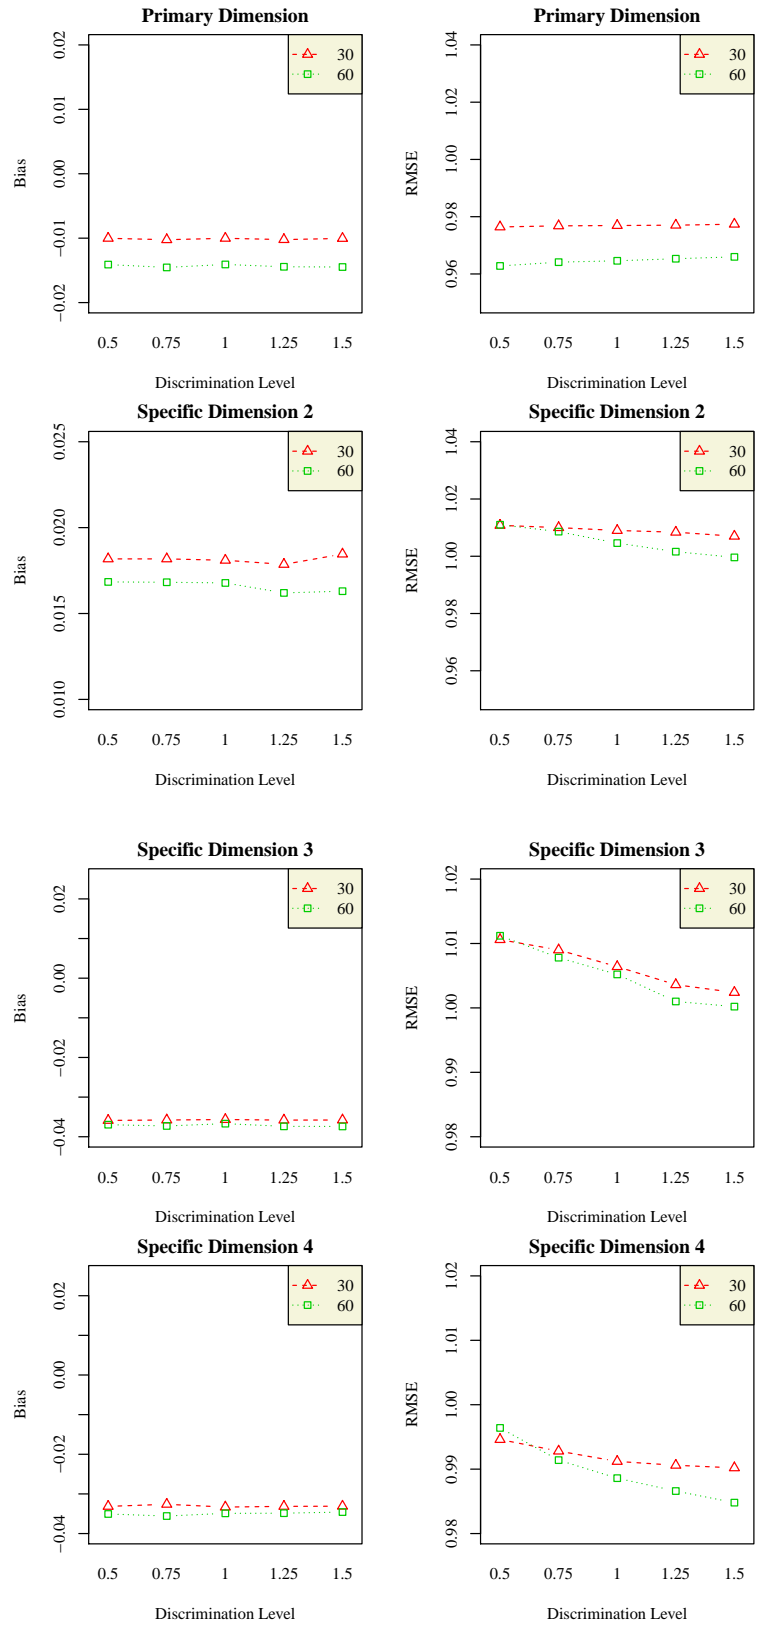 Primary Dimension
30
60
Bias
0.02
0.01
0.00
−0.01
−0.02
0.5 0.75 1 1.25 1.5
Discrimination Level
Primary Dimension
30
60
RMSE
1.04
1.02
1.00
0.98
0.96
0.5 0.75 1 1.25 1.5
Discrimination Level
Specific Dimension 2
30
60
Bias
0.025
0.020
0.015
0.010
0.5 0.75 1 1.25 1.5
Discrimination Level
Specific Dimension 2
30
60
RMSE
1.04
1.02
1.00
0.98
0.96
0.5 0.75 1 1.25 1.5
Discrimination Level
Specific Dimension 3
30
60
Bias
0.02
0.00
−0.02
−0.04
0.5 0.75 1 1.25 1.5
Discrimination Level
Specific Dimension 3
30
60
RMSE
1.02
1.01
1.00
0.99
0.98
0.5 0.75 1 1.25 1.5
Discrimination Level
Specific Dimension 4
30
60
Bias
0.02
0.00
−0.02
−0.04
0.5 0.75 1 1.25 1.5
Discrimination Level
Specific Dimension 4
30
60
RMSE
1.02
1.01
1.00
0.99
0.98
0.5 0.75 1 1.25 1.5
Discrimination Level